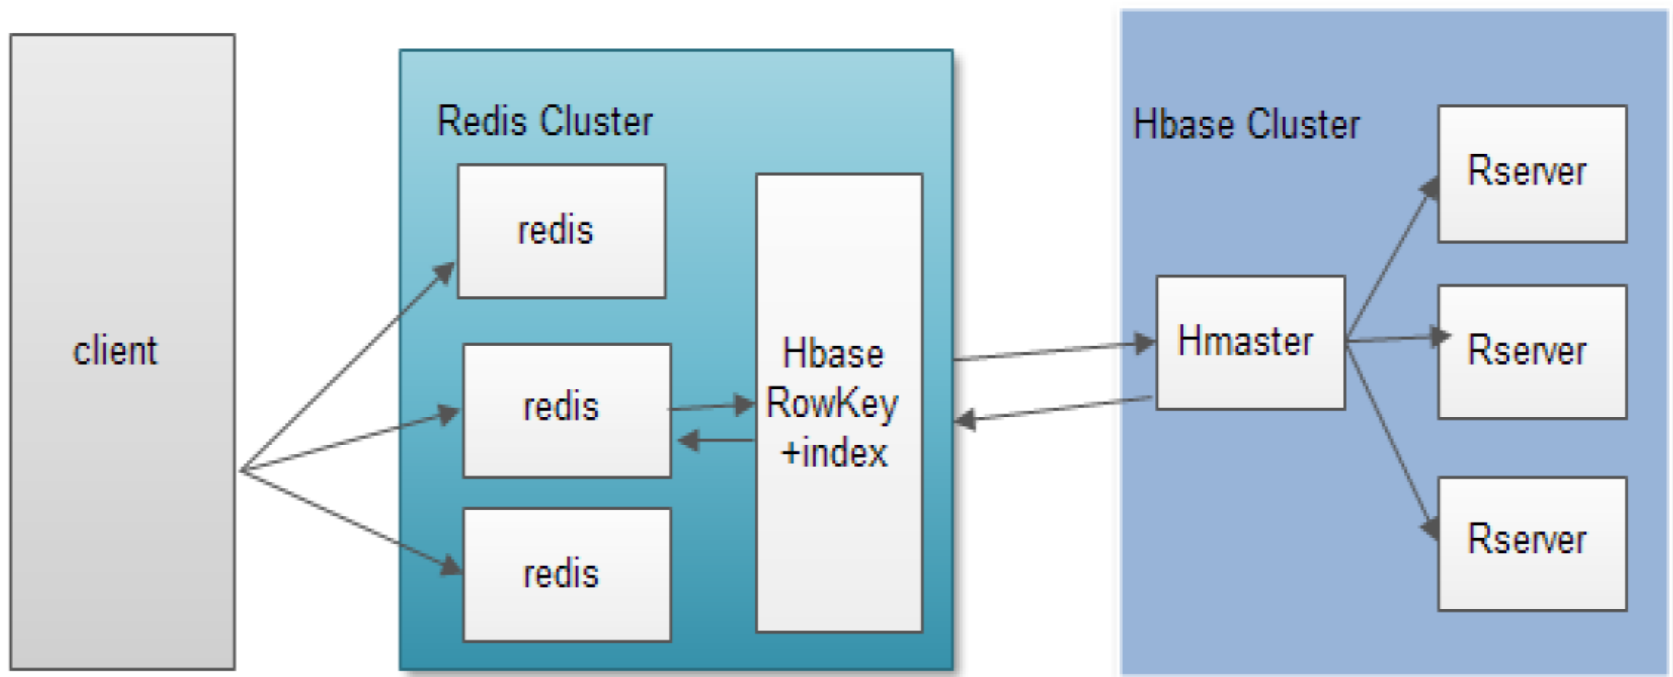 client
Redis Cluster
redis
redis
redis
Hbase
RowKey
+index
Hbase Cluster
Hmaster
Rserver
Rserver
Rserver